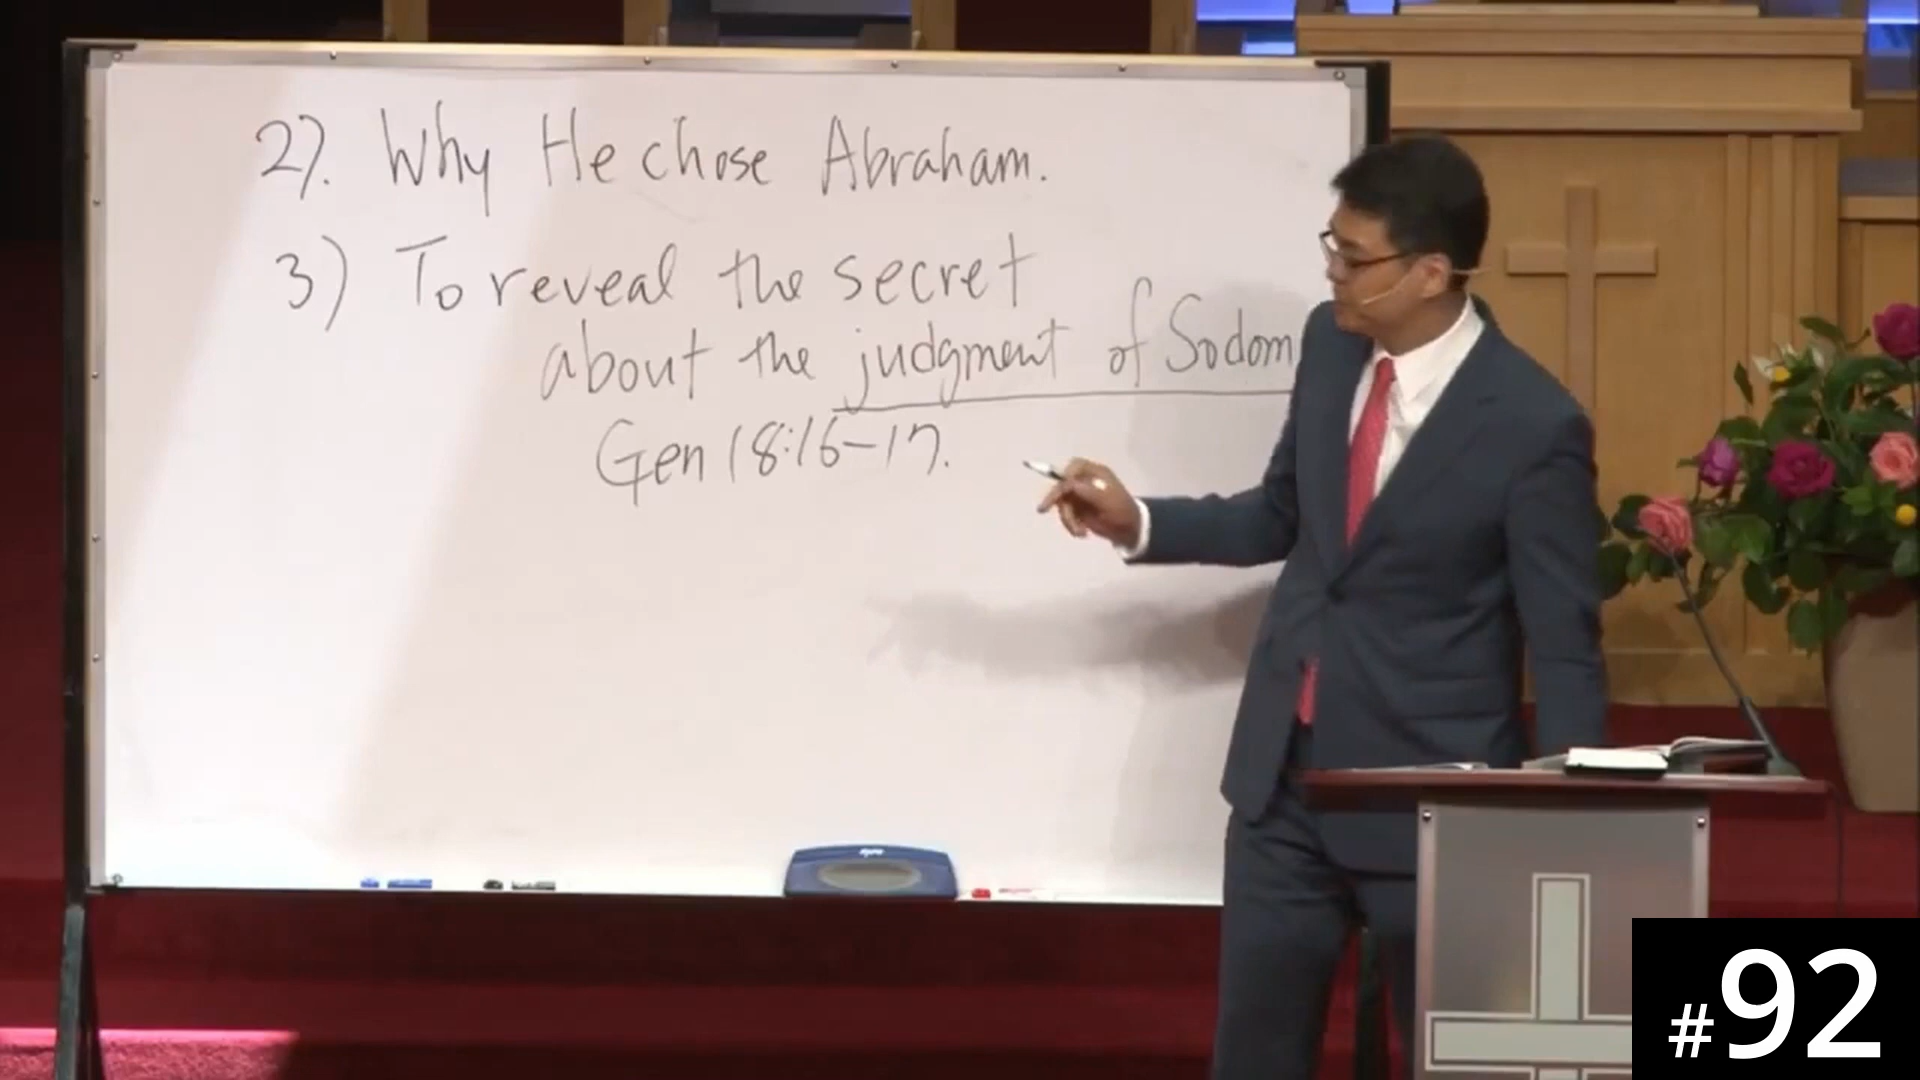 2). Why He chose Abraham.
3) To reveal the secret
about the judgment of Sodom
Gen 18:16-17.
#92